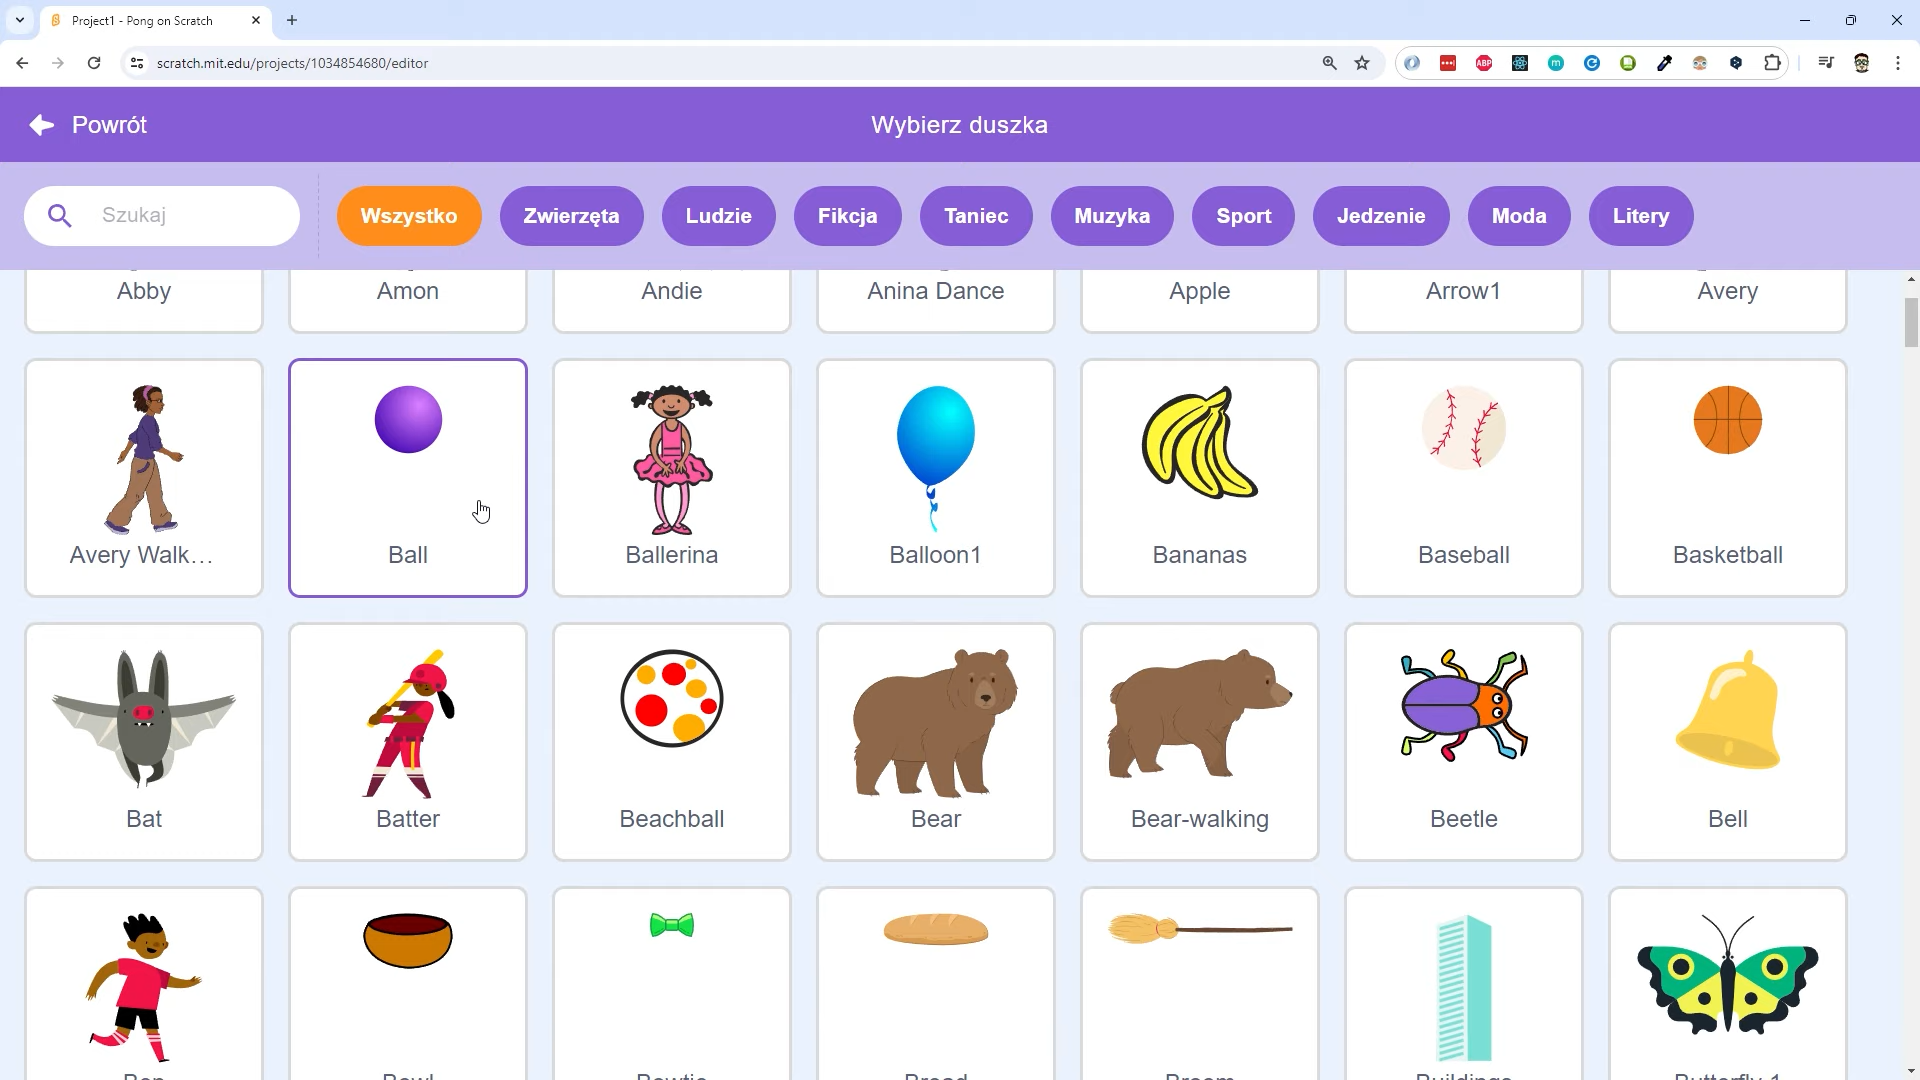 Project1 - Pong on Scratch
scratch.mit.edu/projects/1034854680/editor
ABP
Powrót
Wybierz duszka
Szukaj
Wszystko
Zwierzęta
Ludzie
Fikcja
Taniec
Muzyka
Sport
Jedzenie
Moda
Litery
Abby
Amon
Andie
Anina Dance
Apple
Arrow1
Avery
Avery Walk...
Ball
Ballerina
Balloon1
Bananas
Baseball
Basketball
Bat
Batter
Beachball
Bear
Bear-walking
Beetle
Bell